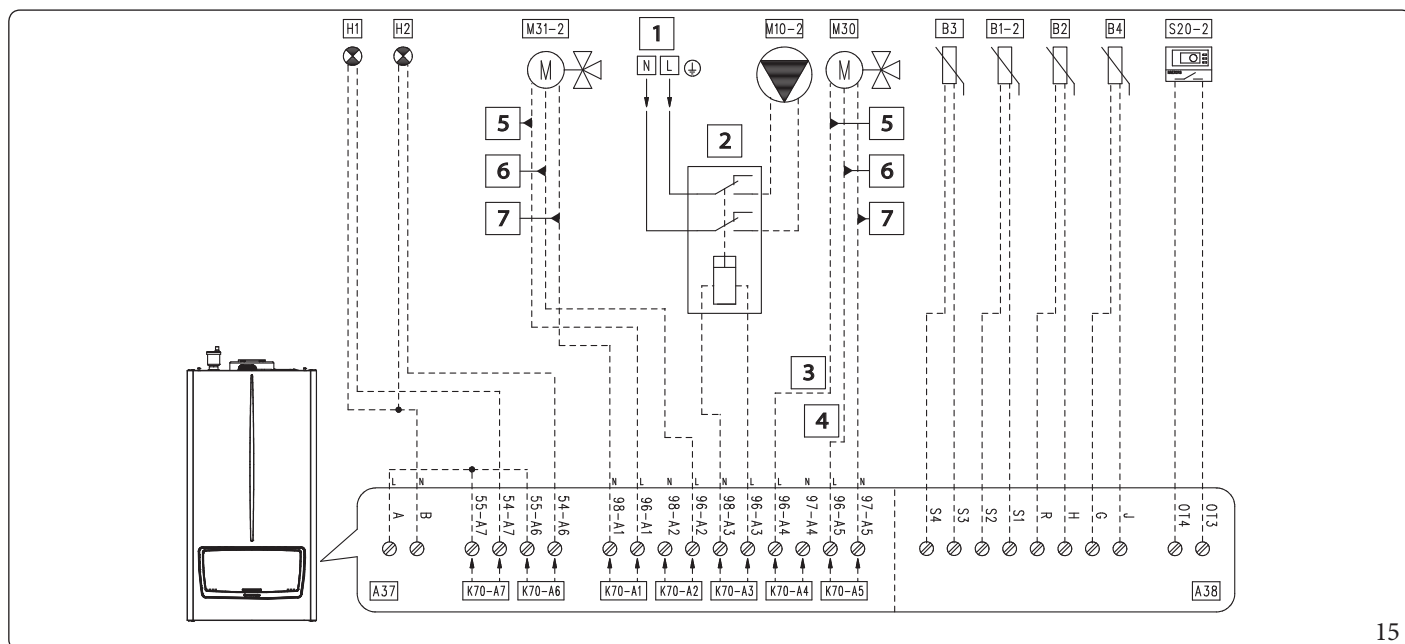 H1 H2 M31-2 1 M10-2 M30 B3 B1-2 B2 B4 S20-2
N L
M M
5 2 5
6 6
7 7
3
4
L N N L N L N L L N L N
A B 55-A7 54-A7 55-A6 54-A6 98-A1 96-A1 98-A2 96-A2 98-A3 96-A3 96-A4 97-A4 96-A5 97-A5 S4 S3 S2 S1 R H G J OT4 OT3
A37 K70-A7 K70-A6 K70-A1 K70-A2 K70-A3 K70-A4 K70-A5 A38
15